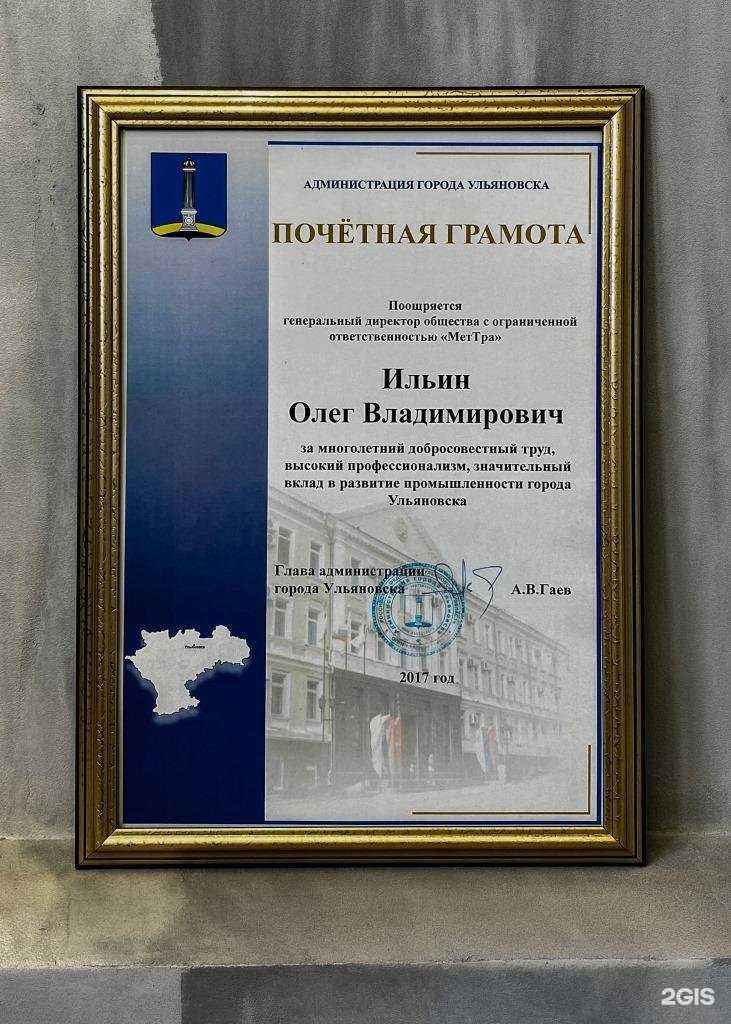 АДМИНИСТРАЦИЯ ГОРОДА УЛЬЯНОВСКА
ПОЧЁТНАЯ ГРАМОТА
Поощряется
генеральный директор общества с ограниченной
ответственностью «МетТра»
Ильин
Олег Владимирович
за многолетний добросовестный труд,
высокий профессионализм, значительный
вклад в развитие промышленности города
Ульяновска
Глава администрации
города Ульяновска
А.В.Гаев
2017 год
2GIS